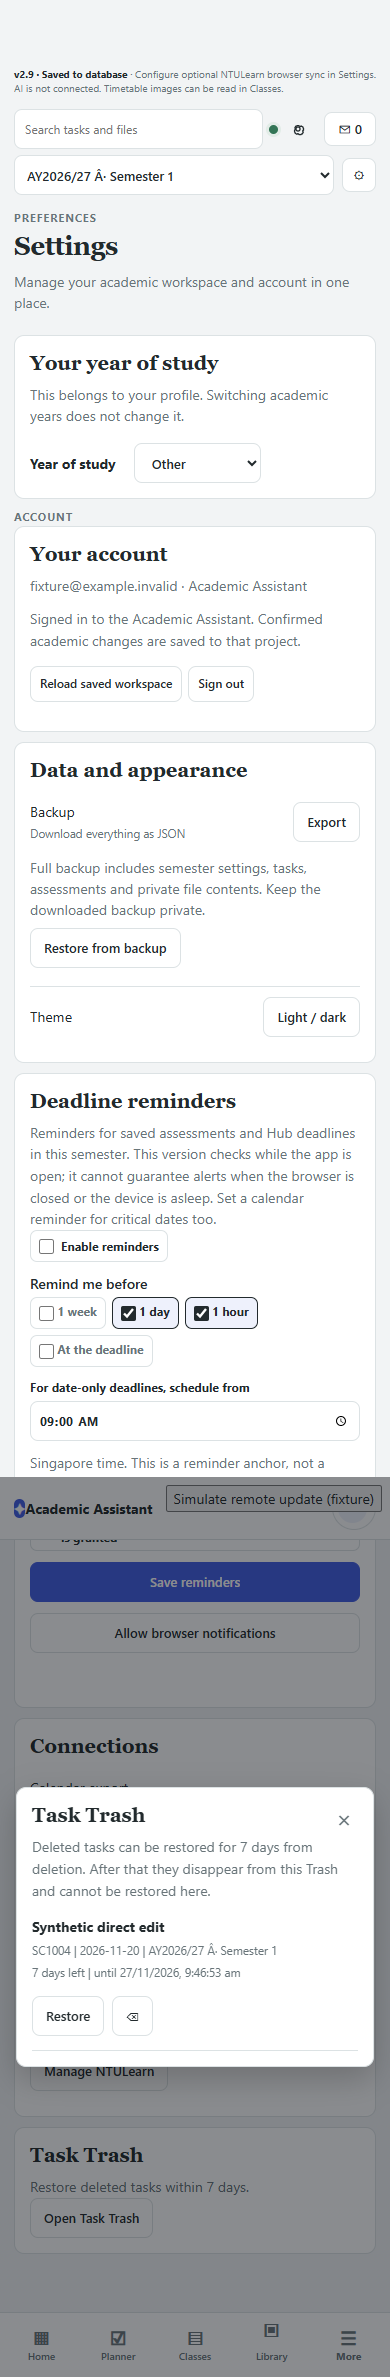 v2.9 • Saved to database · Configure optional NTULearn browser sync in Settings.
AI is not connected. Timetable images can be read in Classes.
Search tasks and files
0
AY2026/27 Â· Semester 1
PREFERENCES
Settings
Manage your academic workspace and account in one
place.
Your year of study
This belongs to your profile. Switching academic
years does not change it.
Year of study
Other
ACCOUNT
Your account
fixture@example.invalid · Academic Assistant
Signed in to the Academic Assistant. Confirmed
academic changes are saved to that project.
Reload saved workspace
Sign out
Data and appearance
Backup
Download everything as JSON
Export
Full backup includes semester settings, tasks,
assessments and private file contents. Keep the
downloaded backup private.
Restore from backup
Theme
Light / dark
Deadline reminders
Reminders for saved assessments and Hub deadlines
in this semester. This version checks while the app is
open; it cannot guarantee alerts when the browser is
closed or the device is asleep. Set a calendar
reminder for critical dates too.
Enable reminders
Remind me before
1 week
1 day
1 hour
At the deadline
For date-only deadlines, schedule from
09:00 AM
Singapore time. This is a reminder anchor, not a
Academic Assistant
Simulate remote update (fixture)
is granted
Save reminders
Allow browser notifications
Connections
Calendar export
Task Trash
Deleted tasks can be restored for 7 days from
deletion. After that they disappear from this Trash
and cannot be restored here.
Synthetic direct edit
SC1004 | 2026-11-20 | AY2026/27 Â· Semester 1
7 days left | until 27/11/2026, 9:46:53 am
Restore
Manage NTULearn
Task Trash
Restore deleted tasks within 7 days.
Open Task Trash
Home
Planner
Classes
Library
More